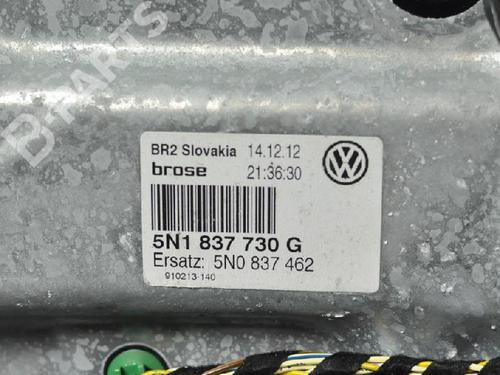 B-PARTS
BR2 Slovakia 14.12.12
brose 21:36:30
5N1 837 730 G
Ersatz: 5N0 837 462
910213-140